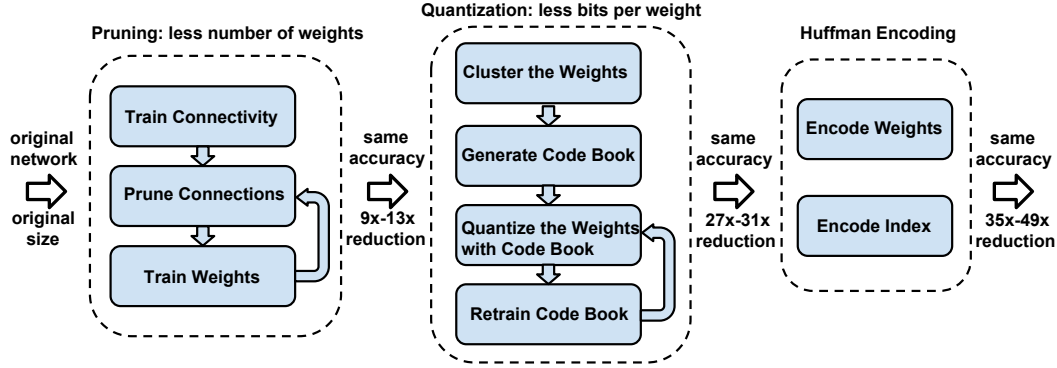 original
network
original
size
Pruning: less number of weights
Train Connectivity
Prune Connections
Train Weights
same
accuracy
9x-13x
reduction
Quantization: less bits per weight
Cluster the Weights
Generate Code Book
Quantize the Weights
with Code Book
Retrain Code Book
same
accuracy
27x-31x
reduction
Huffman Encoding
Encode Weights
Encode Index
same
accuracy
35x-49x
reduction